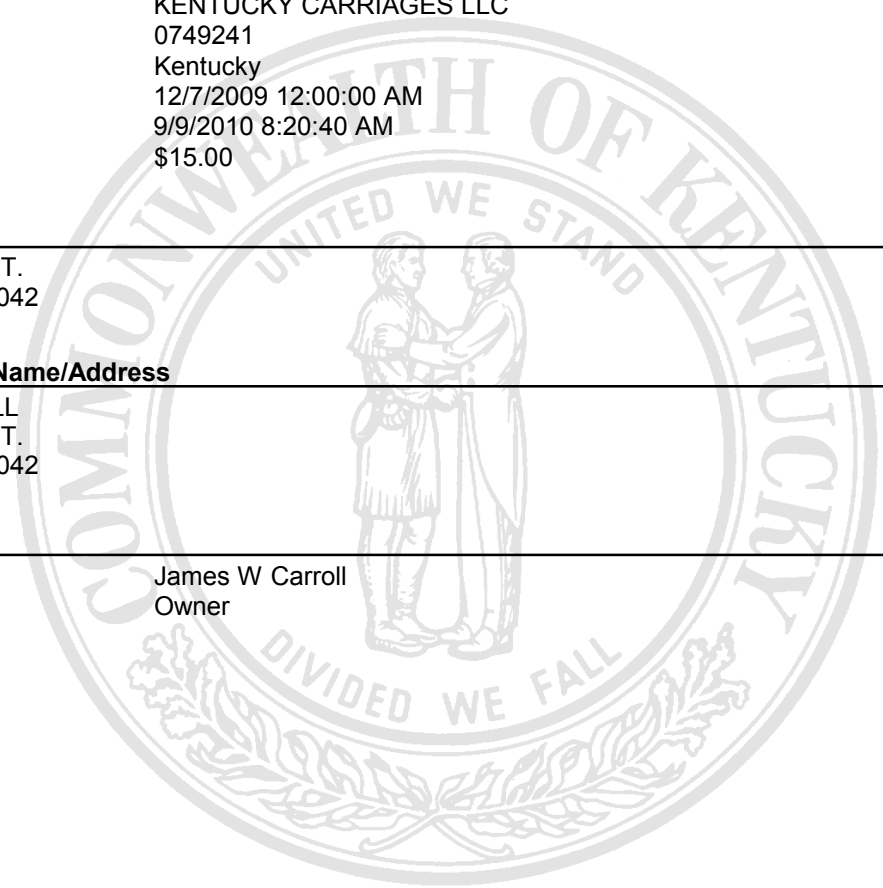 KENTUCKY CARRIAGES LLC
0749241
Kentucky
12/7/2009 12:00:00 AM
9/9/2010 8:20:40 AM
$15.00
T.
042
Name/Address
LL
T.
042
James W Carroll
Owner
COMMONWEALTH OF KENTUCKY
UNITED WE STAND
DIVIDED WE FALL